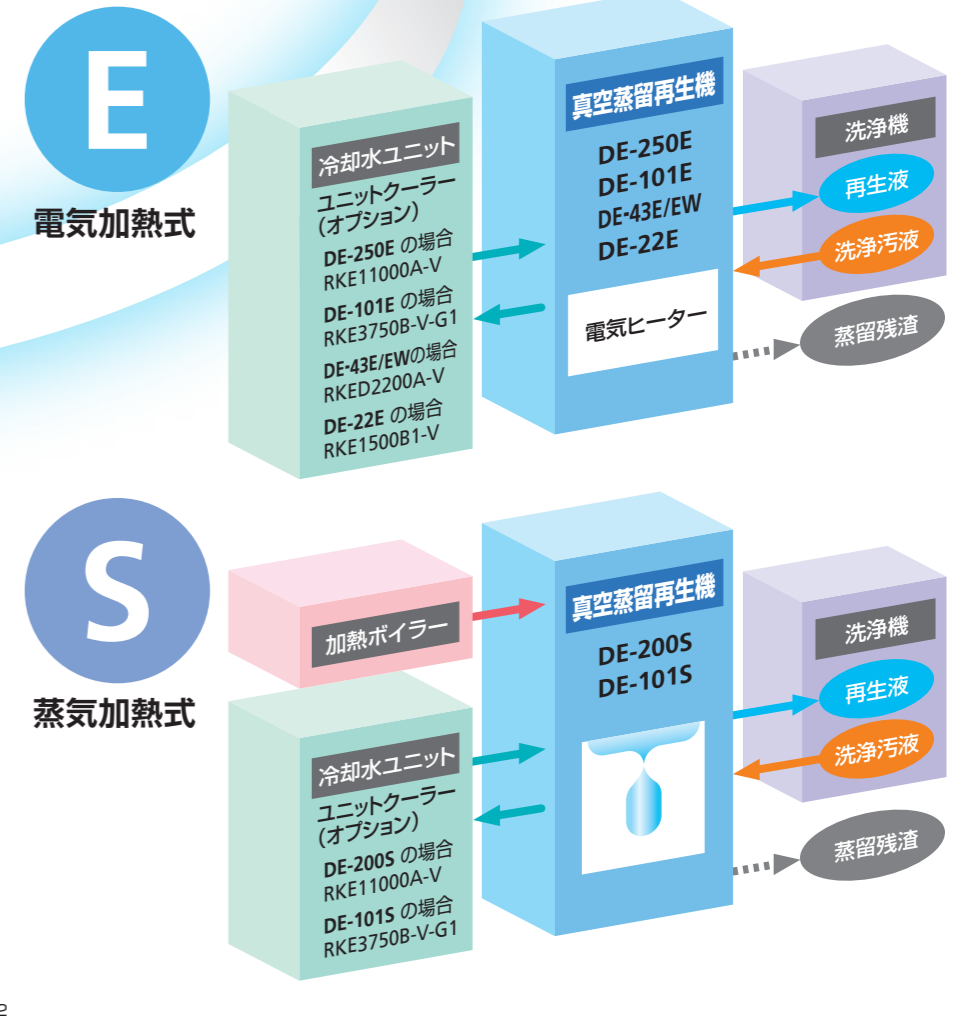 E
電気加熱式
冷却水ユニット
ユニットクーラー
(オプション)
DE-250E の場合
RKE11000A-V
DE-101E の場合
RKE3750B-V-G1
DE-43E/EWの場合
RKED2200A-V
DE-22E の場合
RKE1500B1-V
真空蒸留再生機
DE-250E
DE-101E
DE-43E/EW
DE-22E
電気ヒーター
洗浄機
再生液
洗浄汚液
蒸留残渣
S
蒸気加熱式
加熱ボイラー
冷却水ユニット
ユニットクーラー
(オプション)
DE-200S の場合
RKE11000A-V
DE-101S の場合
RKE3750B-V-G1
真空蒸留再生機
DE-200S
DE-101S
洗浄機
再生液
洗浄汚液
蒸留残渣